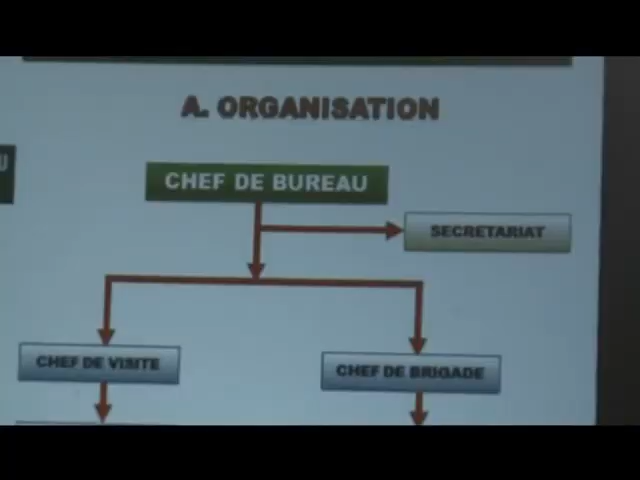 A. ORGANISATION
U
CHEF DE BUREAU
SECRETARIAT
CHEF DE VISITE
CHEF DE BRIGADE